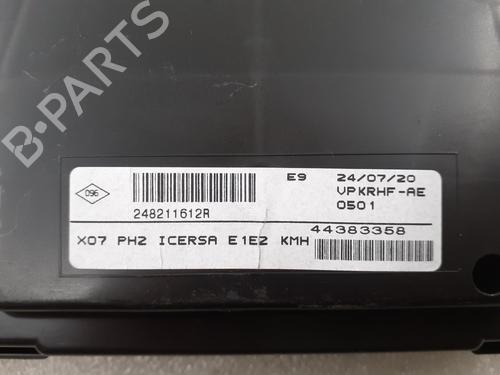 B-PARTS
096
E9
24/07/20
VPKRHF-AE
0501
248211612R
44383358
X07 PH2 ICERSA E1E2 KMH